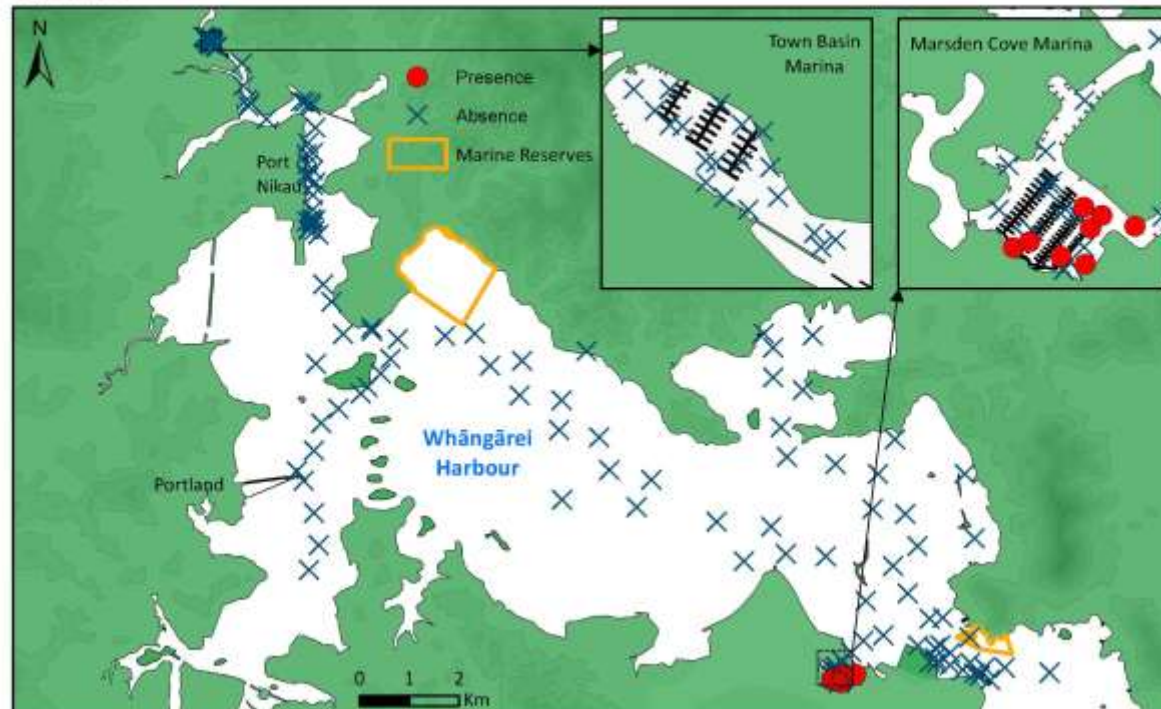 N
Presence
Absence
Marine Reserves
Town Basin
Marina
Marsden Cove Marina
Port
Nikau
Whāngārei
Harbour
Portland
0 1 2
Km